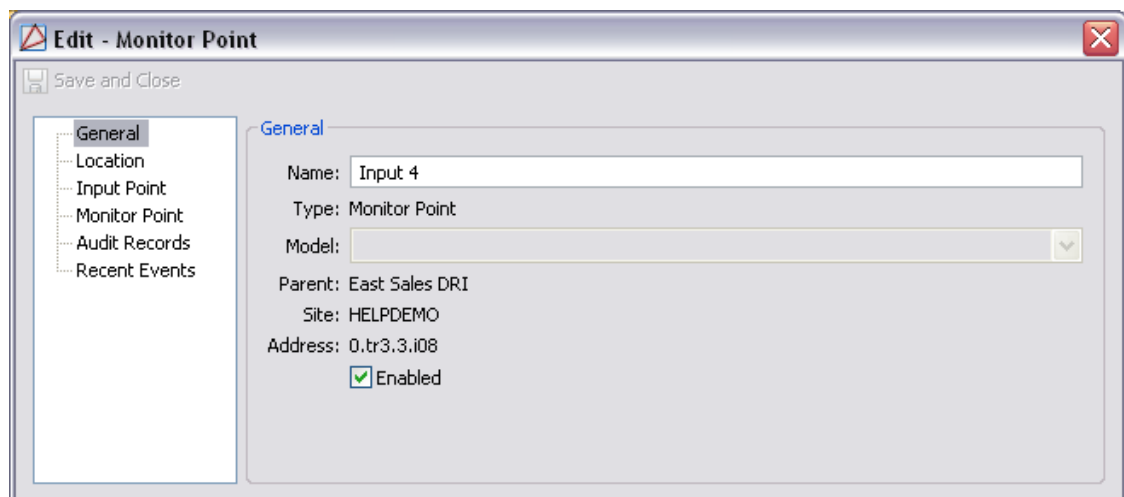 Edit - Monitor Point
Save and Close
General
Location
Input Point
Monitor Point
Audit Records
Recent Events
General
Name: Input 4
Type: Monitor Point
Model:
Parent: East Sales DRI
Site: HELPDEMO
Address: 0.tr3.3.i08
Enabled